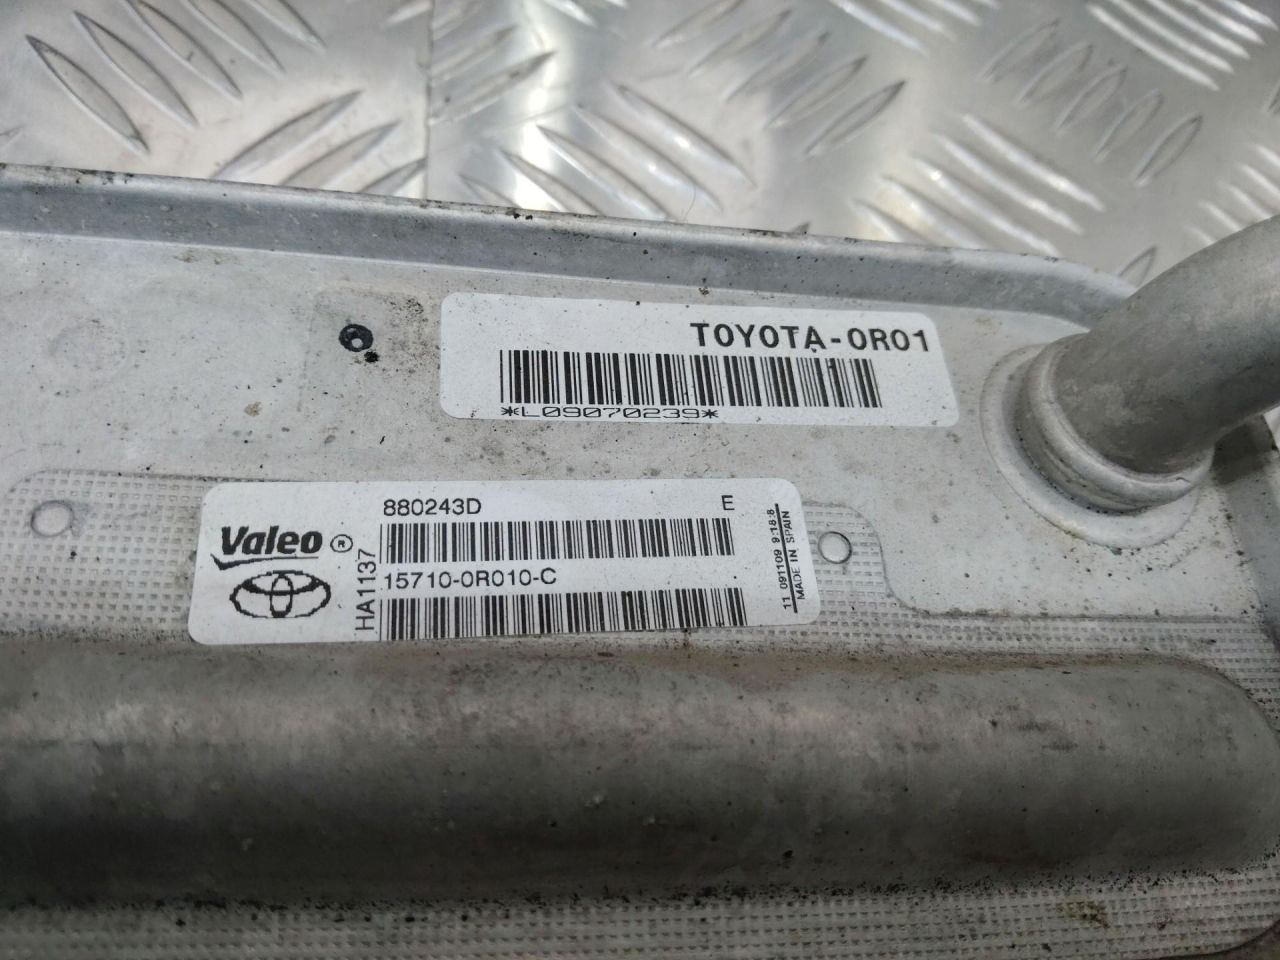 TOYOTA-0R01
*L09070239*
880243D
E
Valeo ®
HA1137
15710-0R010-C
11 091109 9:18:8
MADE IN SPAIN